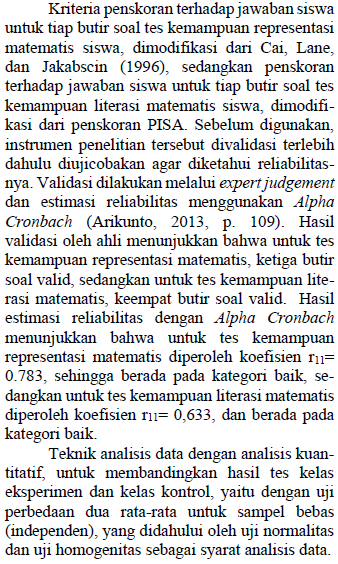 Kriteria penskoran terhadap jawaban siswa
untuk tiap butir soal tes kemampuan representasi
matematis siswa, dimodifikasi dari Cai, Lane,
dan Jakabscin (1996), sedangkan penskoran
terhadap jawaban siswa untuk tiap butir soal tes
kemampuan literasi matematis siswa, dimodifi-
kasi dari penskoran PISA. Sebelum digunakan,
instrumen penelitian tersebut divalidasi terlebih
dahulu diujicobakan agar diketahui reliabilitas-
nya. Validasi dilakukan melalui expert judgement
dan estimasi reliabilitas menggunakan Alpha
Cronbach (Arikunto, 2013, p. 109). Hasil
validasi oleh ahli menunjukkan bahwa untuk tes
kemampuan representasi matematis, ketiga butir
soal valid, sedangkan untuk tes kemampuan lite-
rasi matematis, keempat butir soal valid. Hasil
estimasi reliabilitas dengan Alpha Cronbach
menunjukkan bahwa untuk tes kemampuan
representasi matematis diperoleh koefisien r₁₁=
0.783, sehingga berada pada kategori baik, se-
dangkan untuk tes kemampuan literasi matematis
diperoleh koefisien r₁₁= 0,633, dan berada pada
kategori baik.
Teknik analisis data dengan analisis kuan-
titatif, untuk membandingkan hasil tes kelas
eksperimen dan kelas kontrol, yaitu dengan uji
perbedaan dua rata-rata untuk sampel bebas
(independen), yang didahului oleh uji normalitas
dan uji homogenitas sebagai syarat analisis data.